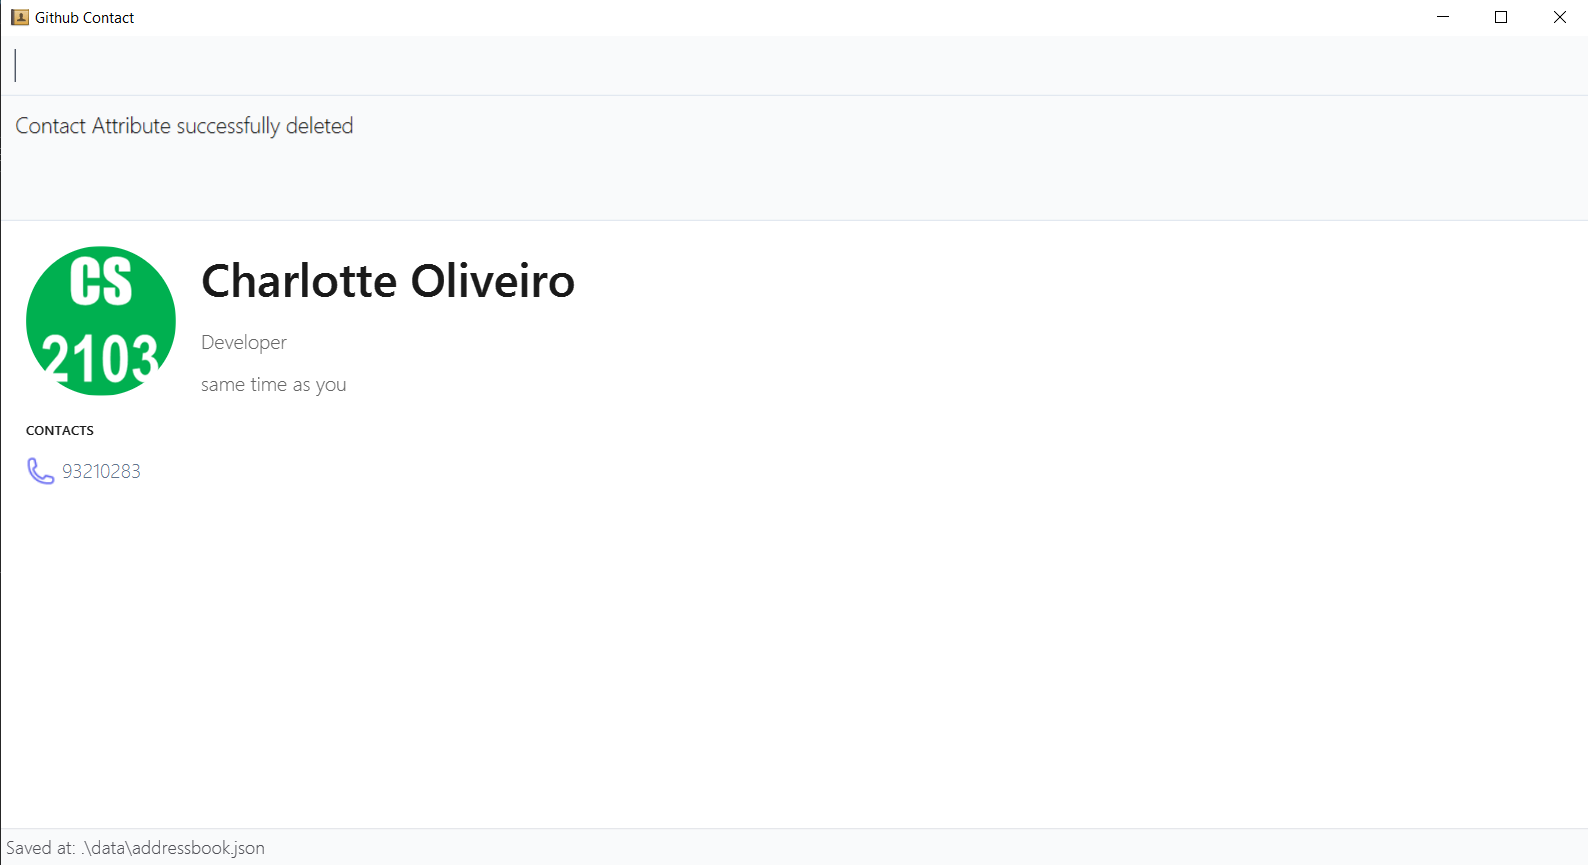 Github Contact
Contact Attribute successfully deleted
CS
2103
Charlotte Oliveiro
Developer
same time as you
CONTACTS
93210283
Saved at: .\data\addressbook.json